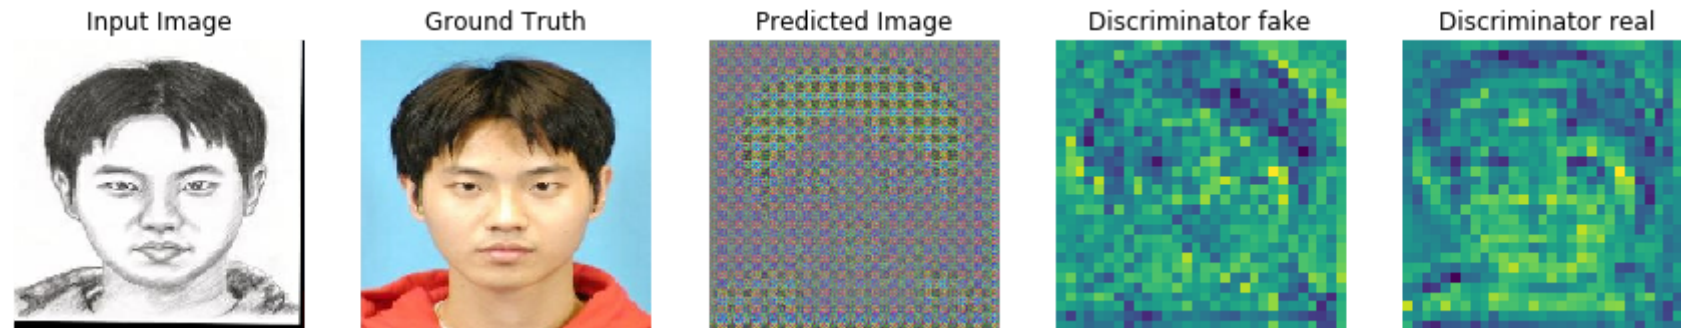 Input Image
Ground Truth
Predicted Image
Discriminator fake
Discriminator real